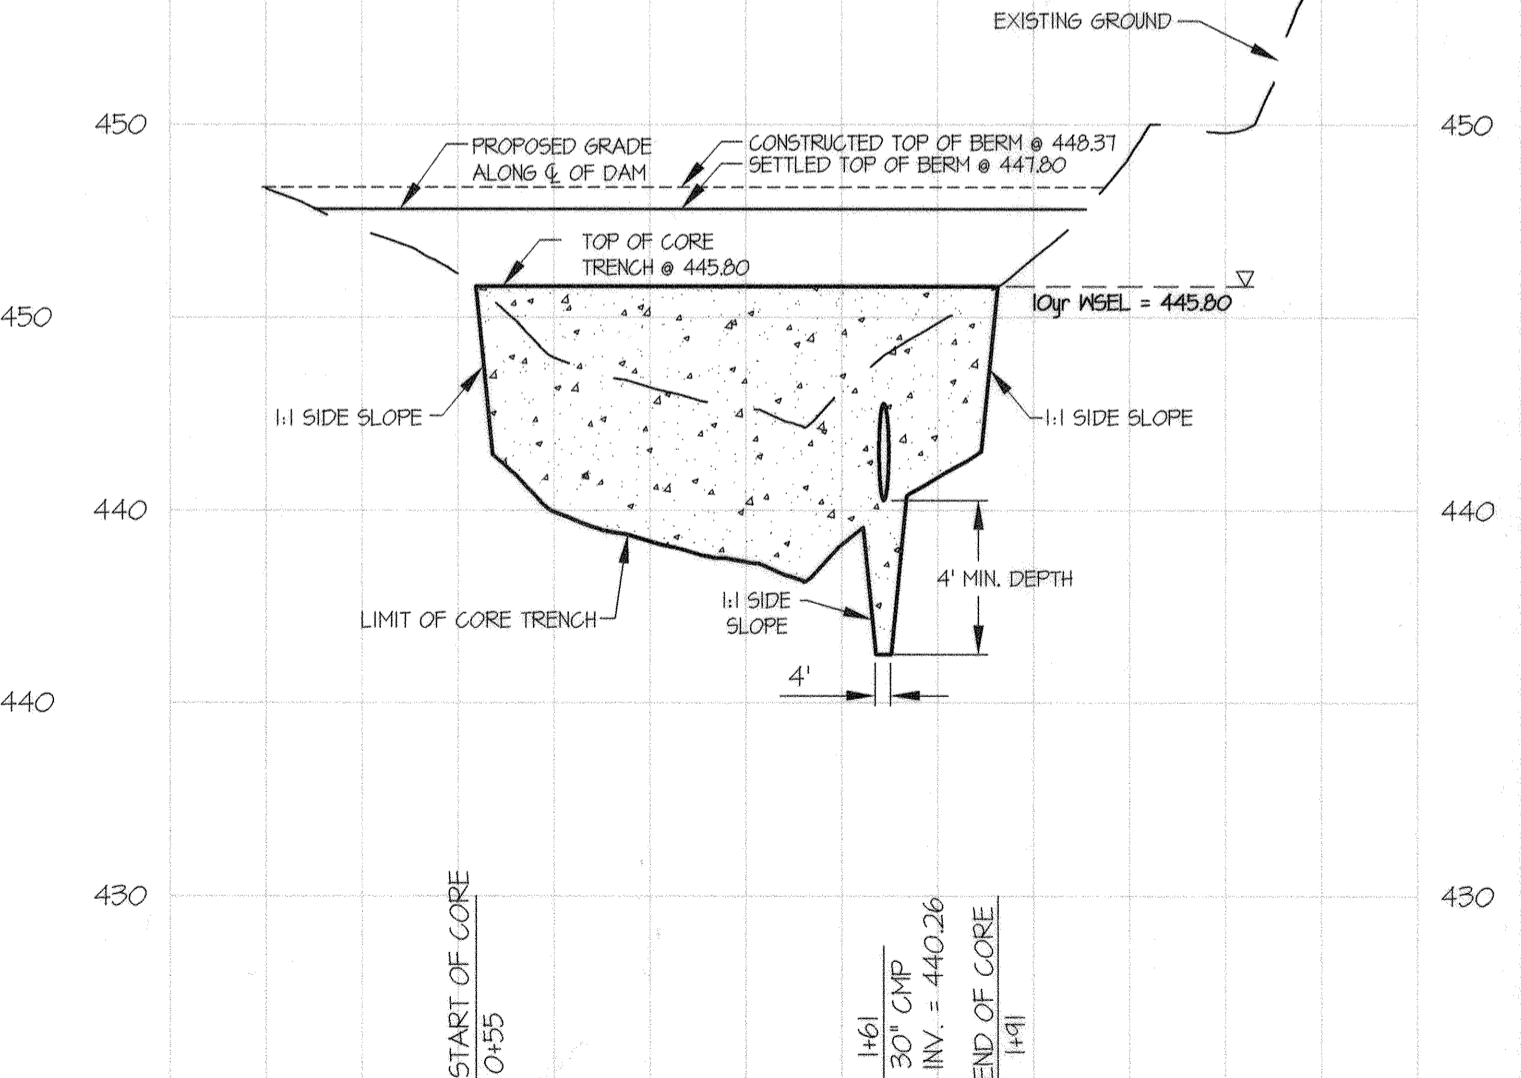 EXISTING GROUND
450
450
PROPOSED GRADE
ALONG ℄ OF DAM
CONSTRUCTED TOP OF BERM @ 448.37
SETTLED TOP OF BERM @ 447.80
TOP OF CORE
TRENCH @ 445.80
10yr WSEL = 445.80
450
1:1 SIDE SLOPE
1:1 SIDE SLOPE
440
440
4' MIN. DEPTH
1:1 SIDE
SLOPE
LIMIT OF CORE TRENCH
4'
440
430
430
START OF CORE
0+55
1+61
30" CMP
INV. = 440.26
END OF CORE
1+91